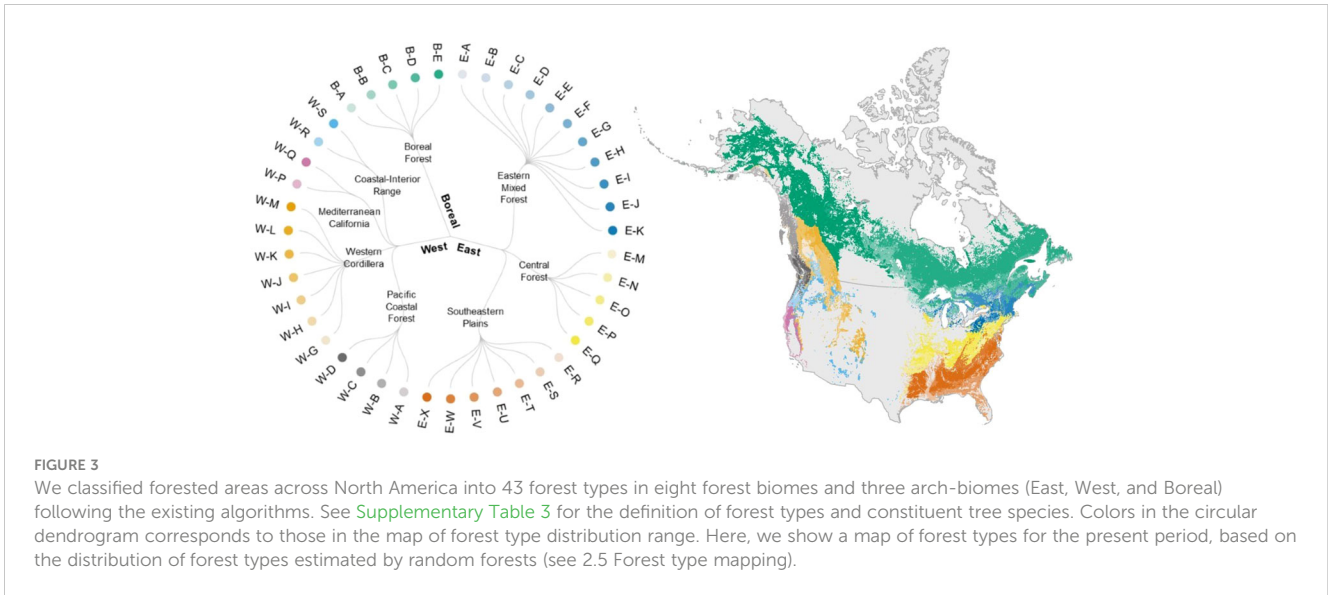 B-A
B-B
B-C
B-D
B-E
E-A
E-B
E-C
E-D
E-E
E-F
E-G
E-H
E-I
E-J
E-K
E-M
E-N
E-O
E-P
E-Q
E-R
E-S
E-T
E-U
E-V
E-W
E-X
W-A
W-B
W-C
W-D
W-G
W-H
W-I
W-J
W-K
W-L
W-M
W-P
W-Q
W-R
W-S
Boreal
Forest
Eastern
Mixed
Forest
Coastal-Interior
Range
Mediterranean
California
Western
Cordillera
Pacific
Coastal
Forest
Southeastern
Plains
Central
Forest
Boreal
West
East
FIGURE 3
We classified forested areas across North America into 43 forest types in eight forest biomes and three arch-biomes (East, West, and Boreal)
following the existing algorithms. See Supplementary Table 3 for the definition of forest types and constituent tree species. Colors in the circular
dendrogram corresponds to those in the map of forest type distribution range. Here, we show a map of forest types for the present period, based on
the distribution of forest types estimated by random forests (see 2.5 Forest type mapping).